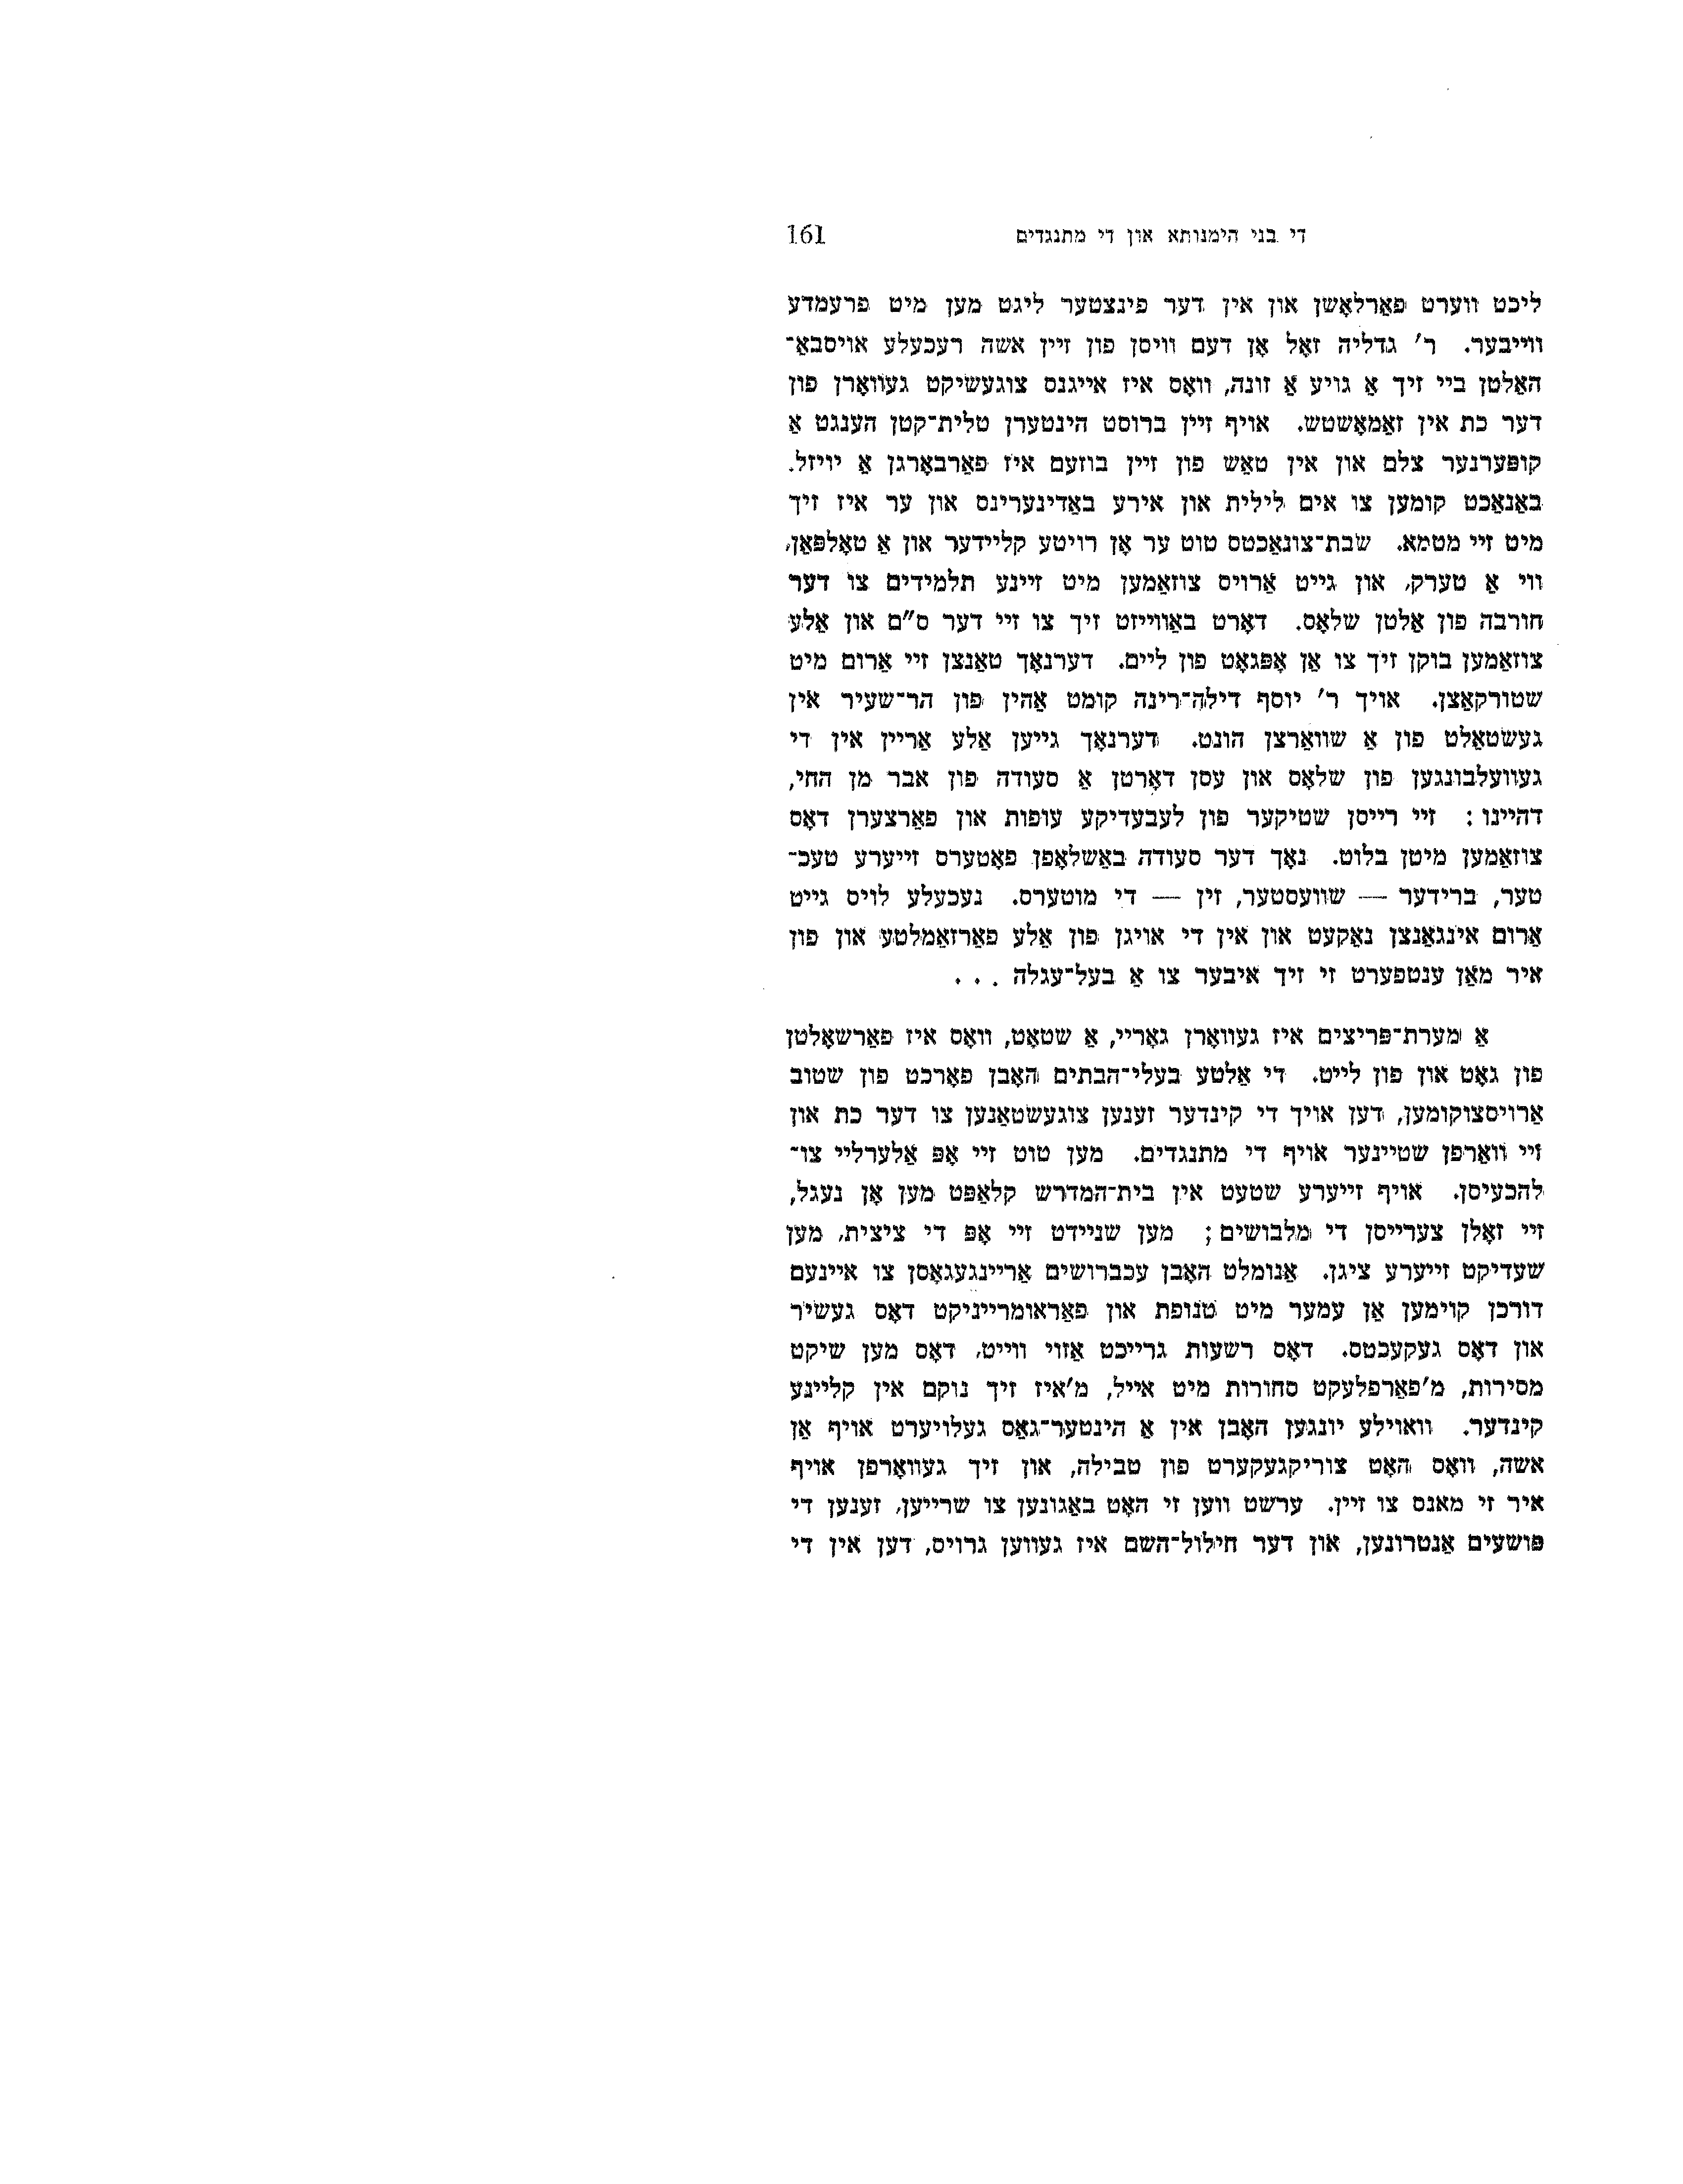 די בני הימנותא און די מתנגדים 161
ליכט ווערט פאַרלאָשן און אין דער פינצטער ליגט מען מיט פרעמדע
ווייבער. ר' גדליה זאָל אָן דעם וויסן פון זיין אשה רעכעלע אויסבאַ־
האַלטן ביי זיך אַ גויע אַ זונה, וואָס איז אייגנס צוגעשיקט געוואָרן פון
דער כת אין זאַמאָשטש. אויף זיין ברוסט הינטערן טלית־קטן הענגט אַ
קופּערנער צלם און אין טאַש פון זיין בוזעם איז פאַרבאָרגן אַ יויזל.
באַנאַכט קומען צו אים לילית און אירע באַדינערינס און ער איז זיך
מיט זיי מטמא. שבת־צונאַכטס טוט ער אָן רויטע קליידער און אַ טאָלפּאַן,
ווי אַ טערק, און גייט אַרויס צוזאַמען מיט זיינע תלמידים צו דער
חורבה פון אַלטן שלאָס. דאָרט באַווייזט זיך צו זיי דער ס"ם און אַלע
צוזאַמען בוקן זיך צו אַן אָפּגאָט פון ליים. דערנאָך טאַנצן זיי אַרום מיט
שטורקאַצן. אויך ר' יוסף דילה־רינה קומט אַהין פון הר־שעיר אין
געשטאַלט פון אַ שוואַרצן הונט. דערנאָך גייען אַלע אַריין אין די
געוועלבונגען פון שלאָס און עסן דאָרטן אַ סעודה פון אבר מן החי,
דהיינו: זיי רייסן שטיקער פון לעבעדיקע עופות און פאַרצערן דאָס
צוזאַמען מיטן בלוט. נאָך דער סעודה באַשלאָפן פאָטערס זייערע טעכ־
טער, ברידער — שוועסטער, זין — די מוטערס. נעכעלע לויס גייט
אַרום אינגאַנצן נאַקעט און אין די אויגן פון אַלע פאַרזאַמלטע און פון
איר מאַן ענטפערט זי זיך איבער צו אַ בעל־עגלה . . .
אַ מערת־פּריצים איז געוואָרן גאָריי, אַ שטאָט, וואָס איז פאַרשאָלטן
פון גאָט און פון לייט. די אַלטע בעלי־הבתים האָבן פאָרכט פון שטוב
אַרויסצוקומען, דען אויך די קינדער זענען צוגעשטאַנען צו דער כת און
זיי וואַרפן שטיינער אויף די מתנגדים. מען טוט זיי אָפּ אַלערליי צו־
להכעיסן. אויף זייערע שטעט אין בית־המדרש קלאַפּט מען אָן נעגל,
זיי זאָלן צערייסן די מלבושים; מען שניידט זיי אָפּ די ציצית, מען
שעדיקט זייערע ציגן. אַנומלט האָבן עכברושים אַריינגעגאָסן צו איינעם
דורכן קוימען אַן עמער מיט טנופת און פאַראומרייניקט דאָס געשיר
און דאָס געקעכטס. דאָס רשעות גרייכט אַזוי ווייט, דאָס מען שיקט
מסירות, מ'פאַרפלעקט סחורות מיט אייל, מ'איז זיך נוקם אין קליינע
קינדער. וואוילע יונגען האָבן אין אַ הינטער־גאַס געלויערט אויף אַן
אשה, וואָס האָט צוריקגעקערט פון טבילה, און זיך געוואָרפן אויף
איר זי מאנס צו זיין. ערשט ווען זי האָט באַגונען צו שרייען, זענען די
פּושעים אַנטרונען, און דער חילול־השם איז געווען גרויס, דען אין די